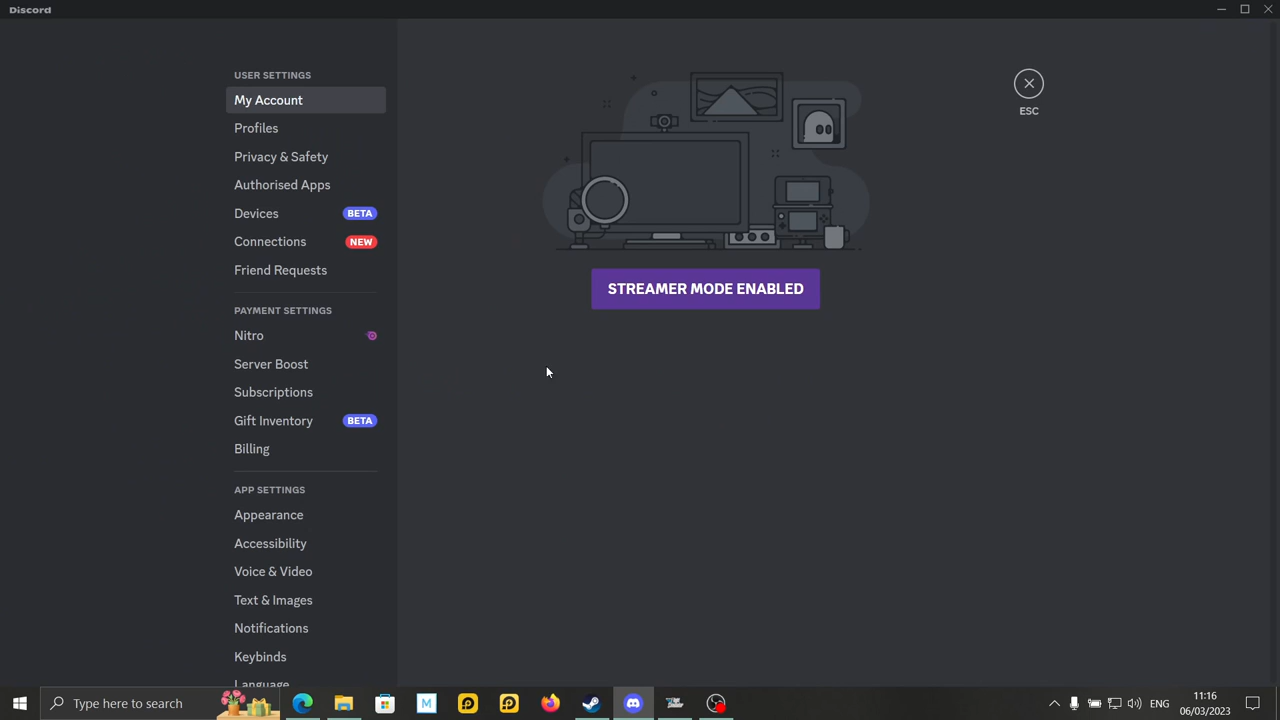 Discord
USER SETTINGS
My Account
Profiles
Privacy & Safety
Authorised Apps
Devices BETA
Connections NEW
Friend Requests
PAYMENT SETTINGS
Nitro
Server Boost
Subscriptions
Gift Inventory BETA
Billing
APP SETTINGS
Appearance
Accessibility
Voice & Video
Text & Images
Notifications
Keybinds
Language
ESC
STREAMER MODE ENABLED
Type here to search
M
ENG
11:16
06/03/2023